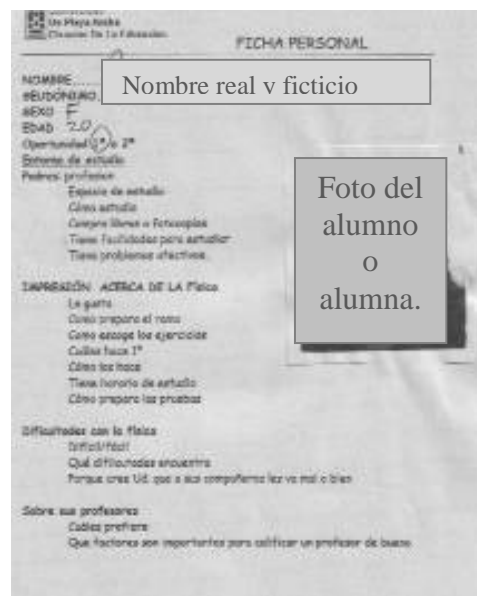 De Playa Ancha
FICHA PERSONAL
NOMBRE
SEUDÓNIMO
Nombre real y ficticio
SEXO F
EDAD 20
Oportunidad 1ª o 2ª
Entorno de estudio
Padres: profesion
Espacio de estudio
Cómo estudia
Compra libros o fotocopias
Tiene facilidades para estudiar
Tiene problemas afectivos
Foto del
alumno
o
alumna.
IMPRESIÓN ACERCA DE LA Física
Le gusta
Como prepara el ramo
Como escoge los ejercicios
Cuáles hace 1º
Cómo los hace
Tiene horario de estudio
Cómo prepara las pruebas
Dificultades con la física
Difícil/fácil
Qué dificultades encuentra
Porque cree Ud. que a sus compañeros les va mal o bien
Sobre sus profesores
Cuáles prefiere
Que factores son importantes para calificar un profesor de bueno